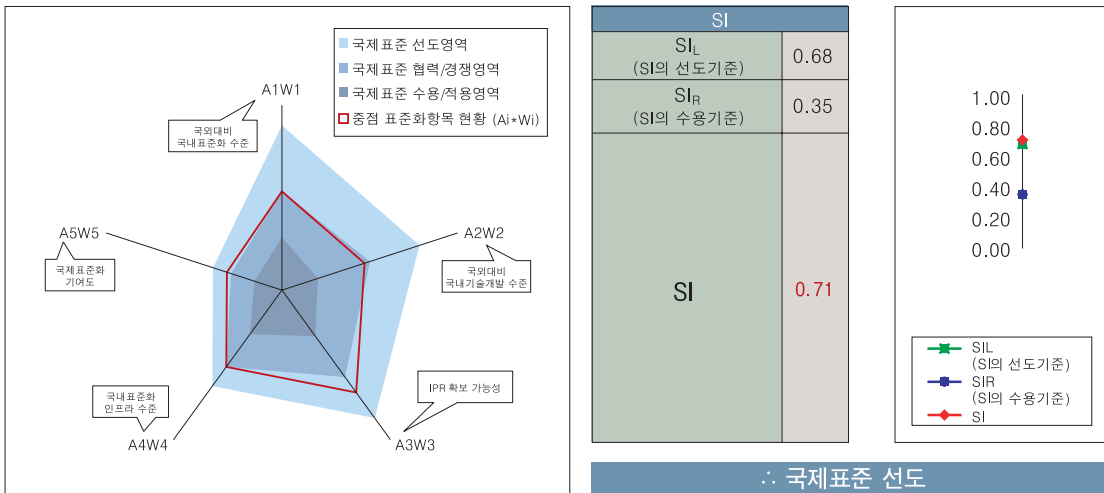 국제표준 선도영역
국제표준 협력/경쟁영역
국제표준 수용/적용영역
중점 표준화항목 현황 (Ai*Wi)
A1W1
국외대비
국내표준화 수준
A2W2
국외대비
국내기술개발 수준
A5W5
국제표준화
기여도
국내표준화
인프라 수준
A4W4
IPR 확보 가능성
A3W3
SI
SIL
(SI의 선도기준)
0.68
SIR
(SI의 수용기준)
0.35
SI
0.71
1.00
0.80
0.60
0.40
0.20
0.00
SIL
(SI의 선도기준)
SIR
(SI의 수용기준)
SI
∴ 국제표준 선도